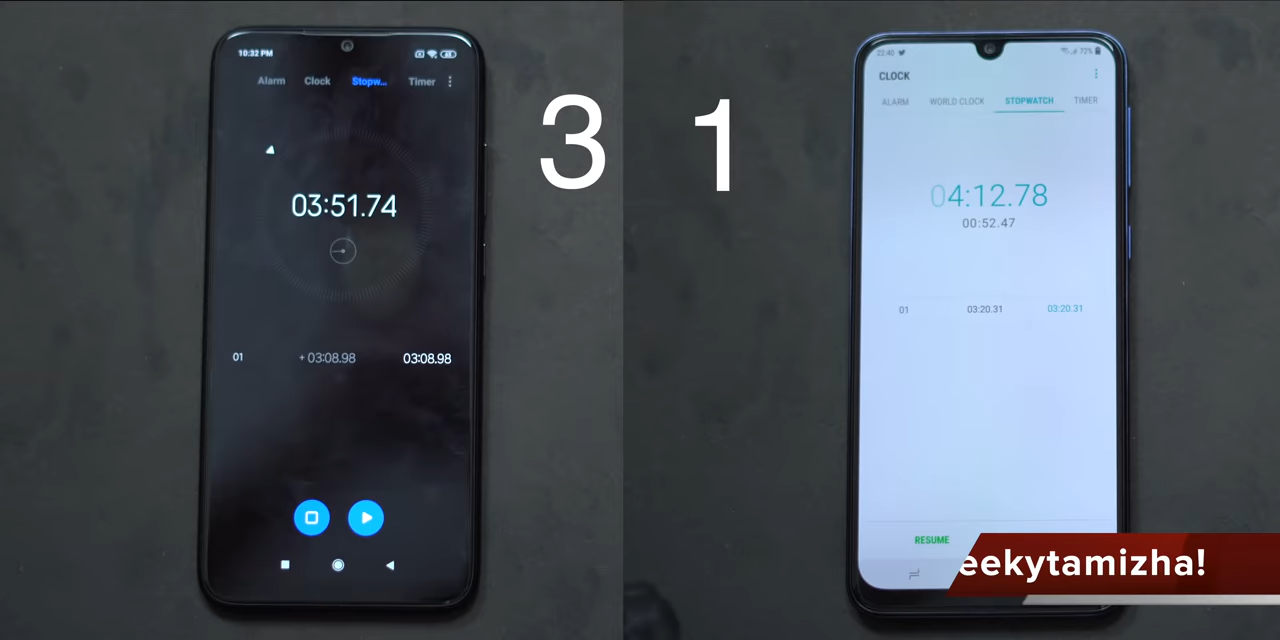 10:32 PM
Alarm Clock Stopw... Timer
03:51.74
01 + 03:08.98 03:08.98
3 1
22:40 72%
CLOCK
ALARM WORLD CLOCK STOPWATCH TIMER
04:12.78
00:52.47
01 03:20.31 03:20.31
RESUME
eekytamizha!